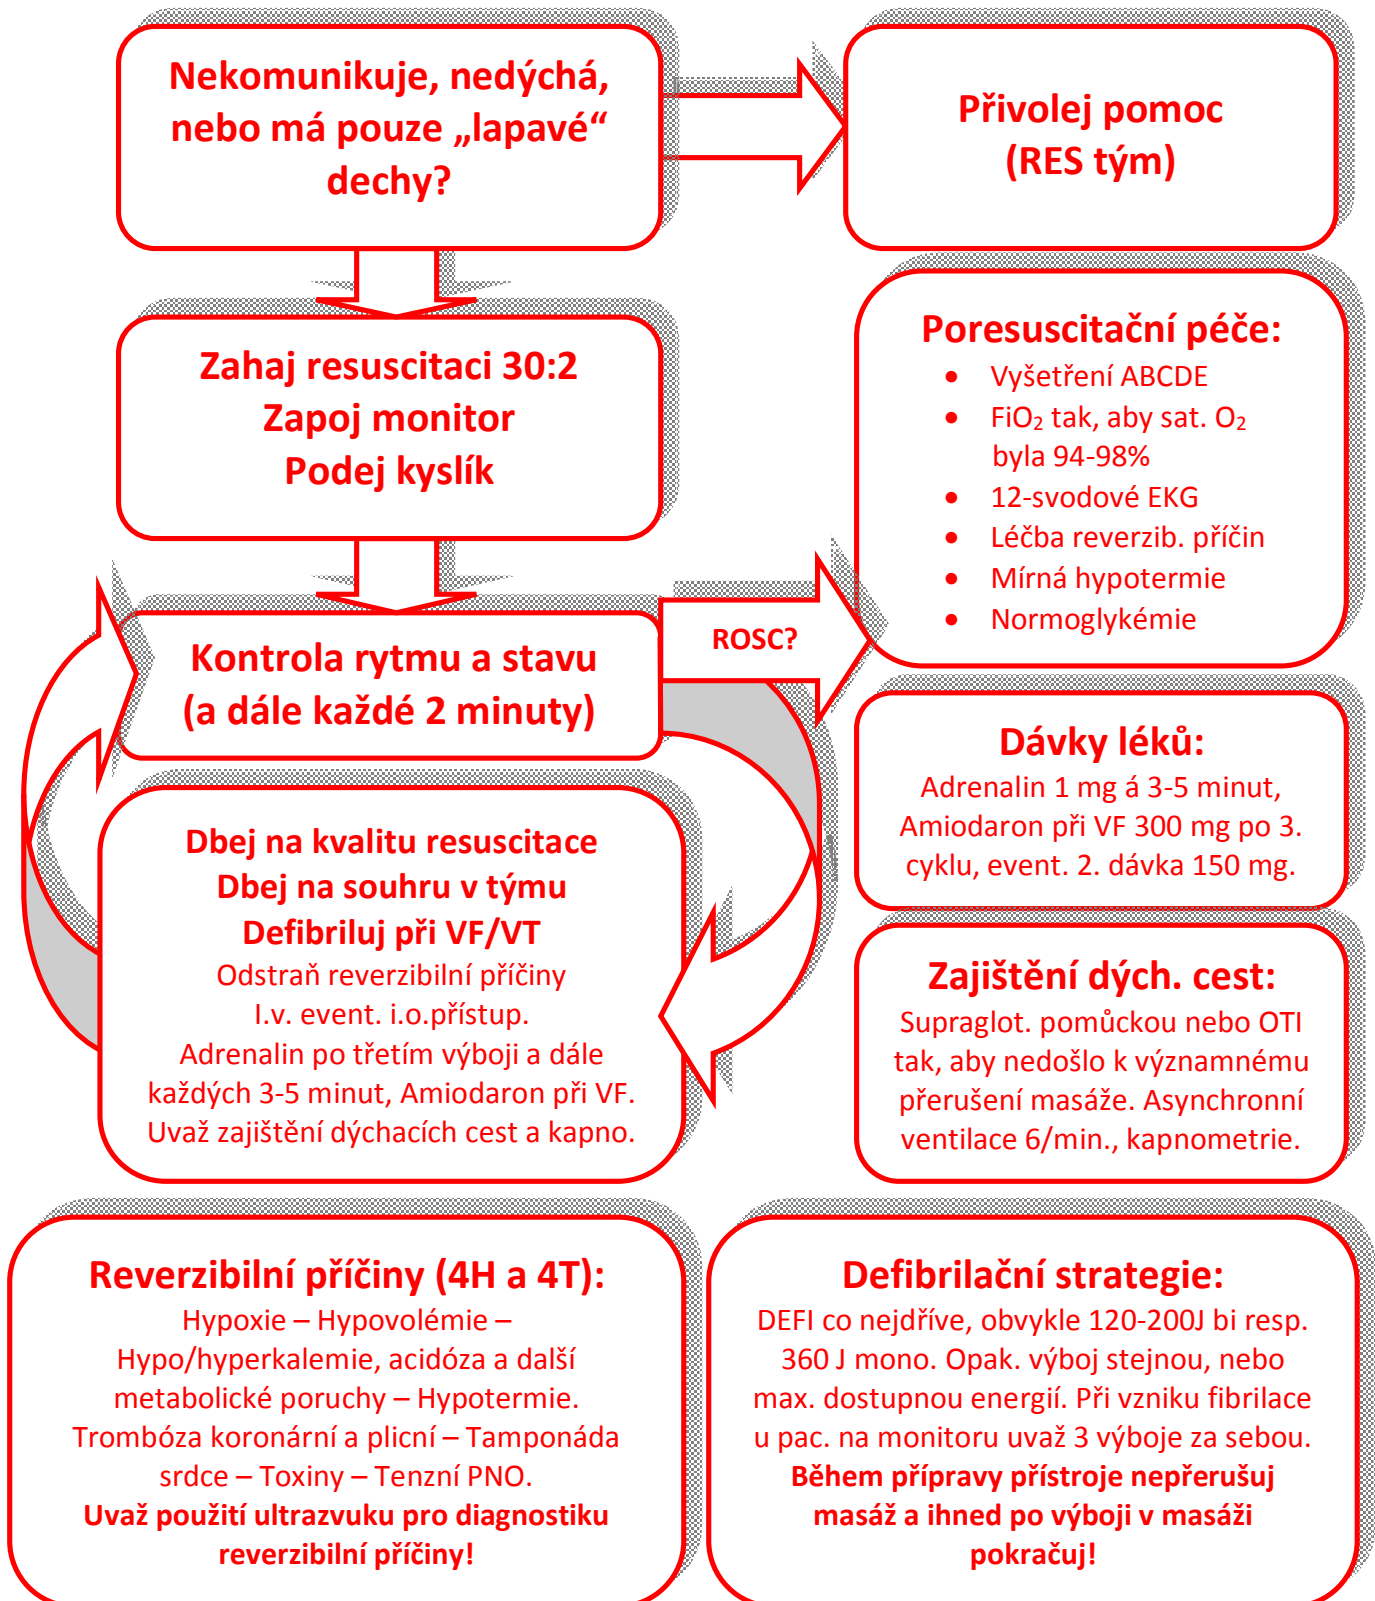 Nekomunikuje, nedýchá,
nebo má pouze „lapavé“
dechy?
Přivolej pomoc
(RES tým)
Zahaj resuscitaci 30:2
Zapoj monitor
Podej kyslík
Poresuscitační péče:
• Vyšetření ABCDE
• FiO₂ tak, aby sat. O₂
byla 94-98%
• 12-svodové EKG
• Léčba reverzib. příčin
• Mírná hypotermie
• Normoglykémie
Kontrola rytmu a stavu
(a dále každé 2 minuty)
ROSC?
Dávky léků:
Adrenalin 1 mg á 3-5 minut,
Amiodaron při VF 300 mg po 3.
cyklu, event. 2. dávka 150 mg.
Dbej na kvalitu resuscitace
Dbej na souhru v týmu
Defibriluj při VF/VT
Odstraň reverzibilní příčiny
I.v. event. i.o.přístup.
Adrenalin po třetím výboji a dále
každých 3-5 minut, Amiodaron při VF.
Uvaž zajištění dýchacích cest a kapno.
Zajištění dých. cest:
Supraglot. pomůckou nebo OTI
tak, aby nedošlo k významnému
přerušení masáže. Asynchronní
ventilace 6/min., kapnometrie.
Reverzibilní příčiny (4H a 4T):
Hypoxie – Hypovolémie –
Hypo/hyperkalemie, acidóza a další
metabolické poruchy – Hypotermie.
Trombóza koronární a plicní – Tamponáda
srdce – Toxiny – Tenzní PNO.
Uvaž použití ultrazvuku pro diagnostiku
reverzibilní příčiny!
Defibrilační strategie:
DEFI co nejdříve, obvykle 120-200J bi resp.
360 J mono. Opak. výboj stejnou, nebo
max. dostupnou energií. Při vzniku fibrilace
u pac. na monitoru uvaž 3 výboje za sebou.
Během přípravy přístroje nepřerušuj
masáž a ihned po výboji v masáži
pokračuj!